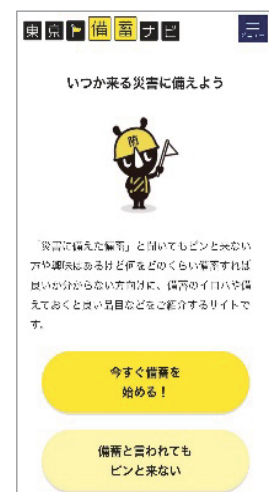 東京備蓄ナビ
メニュー
いつか来る災害に備えよう
防
「災害に備えた備蓄」と聞いてもピンと来ない
方や興味はあるけど何をどのくらい備蓄すれば
良いか分からない方向けに、備蓄のイロハや備
えておくと良い品目などをご紹介するサイトで
す。
今すぐ備蓄を
始める！
備蓄と言われても
ピンと来ない